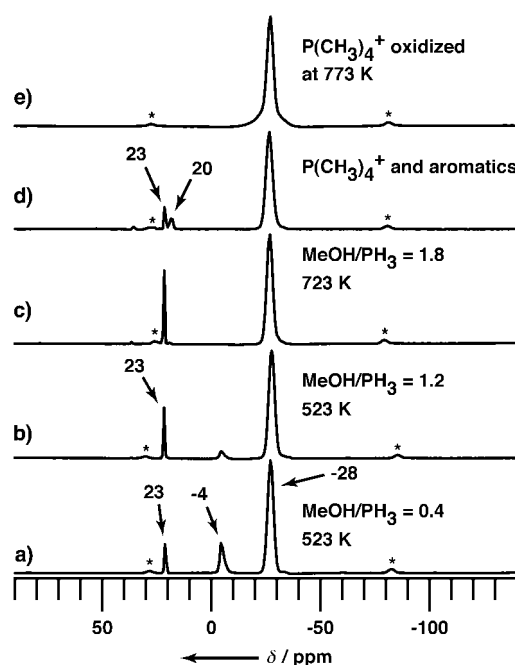 e)
P(CH3)4+ oxidized
at 773 K
*
*
d)
23
20
P(CH3)4+ and aromatics
*
*
c)
MeOH/PH3 = 1.8
723 K
*
*
b)
23
MeOH/PH3 = 1.2
523 K
*
*
a)
23
-4
-28
MeOH/PH3 = 0.4
523 K
*
*
50 0 -50 -100
δ / ppm